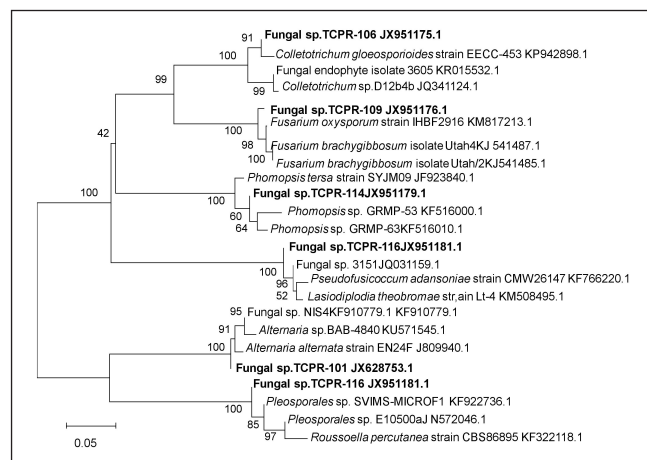 Fungal sp.TCPR-106 JX951175.1
91
Colletotrichum gloeosporioides strain EECC-453 KP942898.1
100
Fungal endophyte isolate 3605 KR015532.1
99
99
Colletotrichum sp.D12b4b JQ341124.1
Fungal sp.TCPR-109 JX951176.1
100
Fusarium oxysporum strain IHBF2916 KM817213.1
42
98
Fusarium brachygibbosum isolate Utah4KJ 541487.1
100
Fusarium brachygibbosum isolate Utah/2KJ541485.1
Phomopsis tersa strain SYJM09 JF923840.1
100
100
Fungal sp.TCPR-114JX951179.1
60
Phomopsis sp. GRMP-53 KF516000.1
64
Phomopsis sp. GRMP-63KF516010.1
Fungal sp.TCPR-116JX951181.1
100
Fungal sp. 3151JQ031159.1
96
Pseudofusicoccum adansoniae strain CMW26147 KF766220.1
52
Lasiodiplodia theobromae str,ain Lt-4 KM508495.1
95
Fungal sp. NIS4KF910779.1 KF910779.1
91
Alternaria sp.BAB-4840 KU571545.1
100
Alternaria alternata strain EN24F J809940.1
Fungal sp.TCPR-101 JX628753.1
Fungal sp.TCPR-116 JX951181.1
100
Pleosporales sp. SVIMS-MICROF1 KF922736.1
85
Pleosporales sp. E10500aJ N572046.1
97
Roussoella percutanea strain CBS86895 KF322118.1
0.05